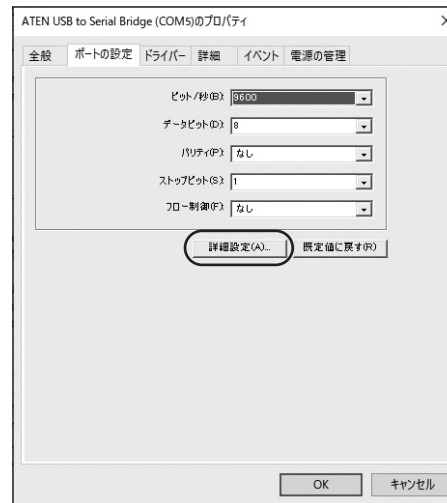 ATEN USB to Serial Bridge (COM5)のプロパティ
全般 ポートの設定 ドライバー 詳細 イベント 電源の管理
ビット/秒(B): 9600
データビット(D): 8
パリティ(P): なし
ストップビット(S): 1
フロー制御(F): なし
詳細設定(A)... 既定値に戻す(R)
OK キャンセル